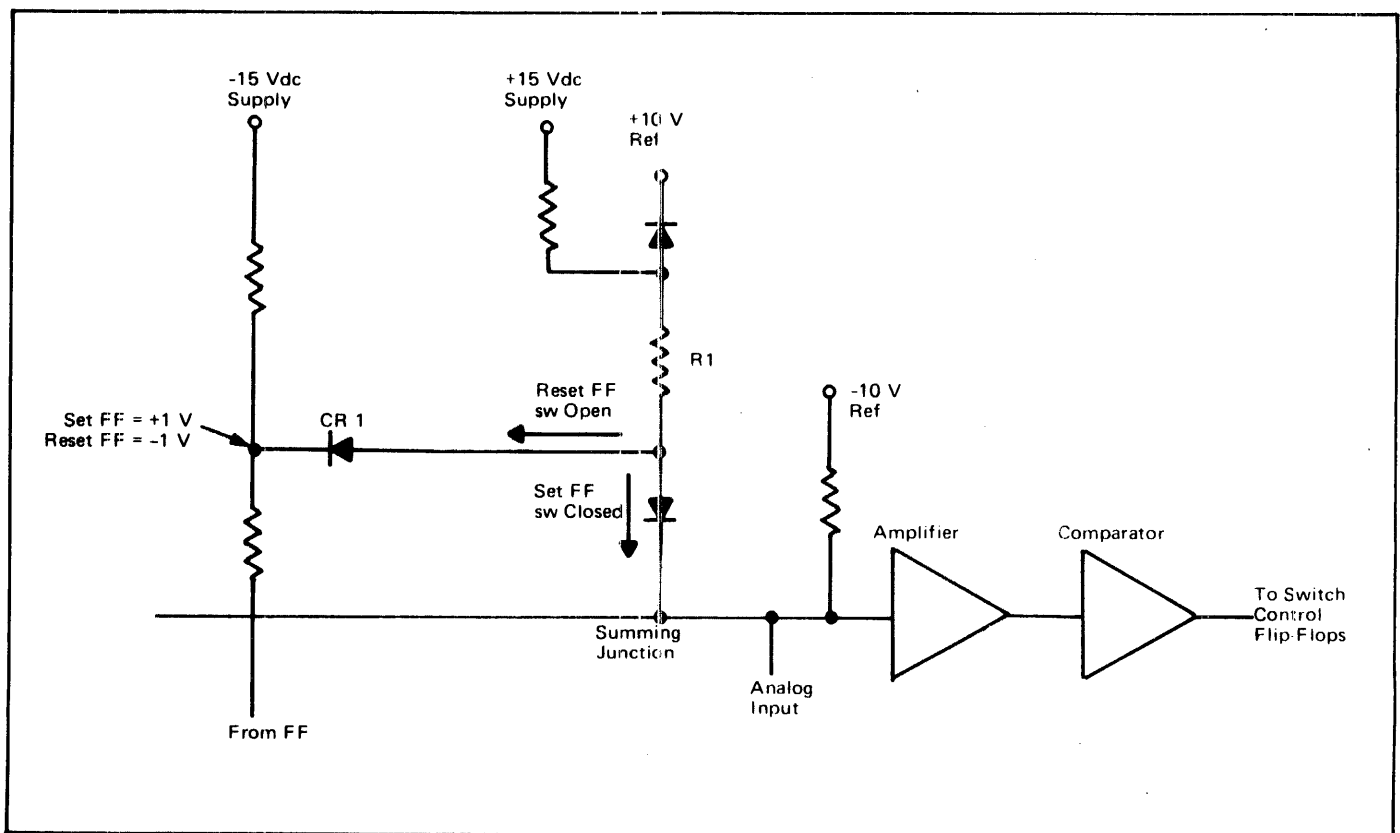 -15 Vdc
Supply
+15 Vdc
Supply
+10 V
Ref
R1
Reset FF
sw Open
-10 V
Ref
Set FF = +1 V
Reset FF = -1 V
CR 1
Set FF
sw Closed
Amplifier
Comparator
To Switch
Control
Flip-Flops
Summing
Junction
Analog
Input
From FF